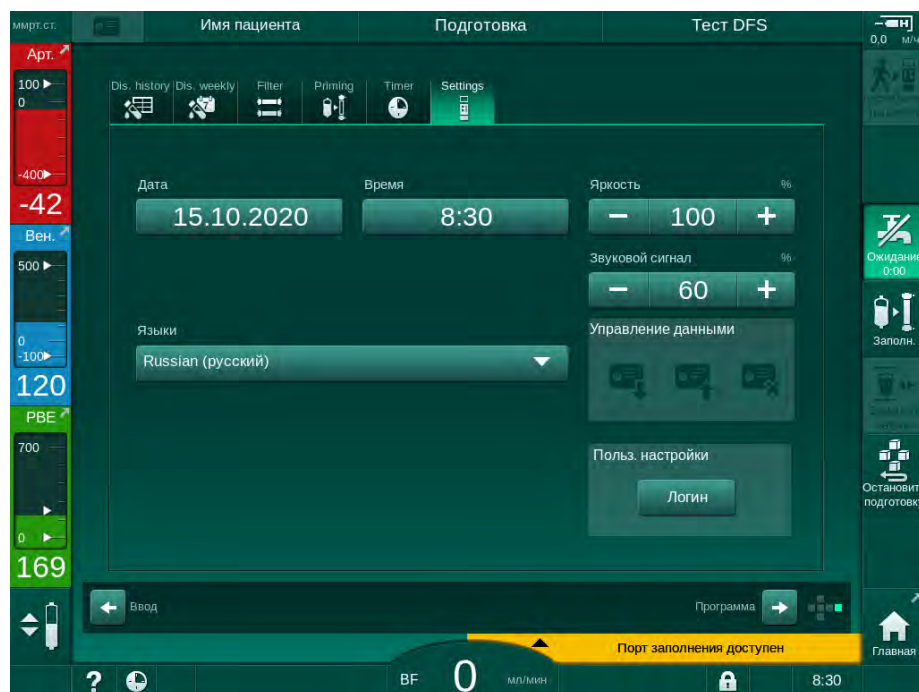 ммрт.ст.
Имя пациента
Подготовка
Тест DFS
0,0 м/ч
Арт.
100
0
-400
-42
Вен.
500
0
-100
120
PBE
700
0
169
Dis. history
Dis. weekly
Filter
Priming
Timer
Settings
Дата
15.10.2020
Время
8:30
Яркость
%
− 100 +
Звуковой сигнал
%
− 60 +
Языки
Russian (русский)
Управление данными
Польз. настройки
Логин
Ожидание
0:00
Заполн.
Остановит
подготовк
Ввод
Программа
Порт заполнения доступен
Главная
?
BF
0
мл/мин
8:30